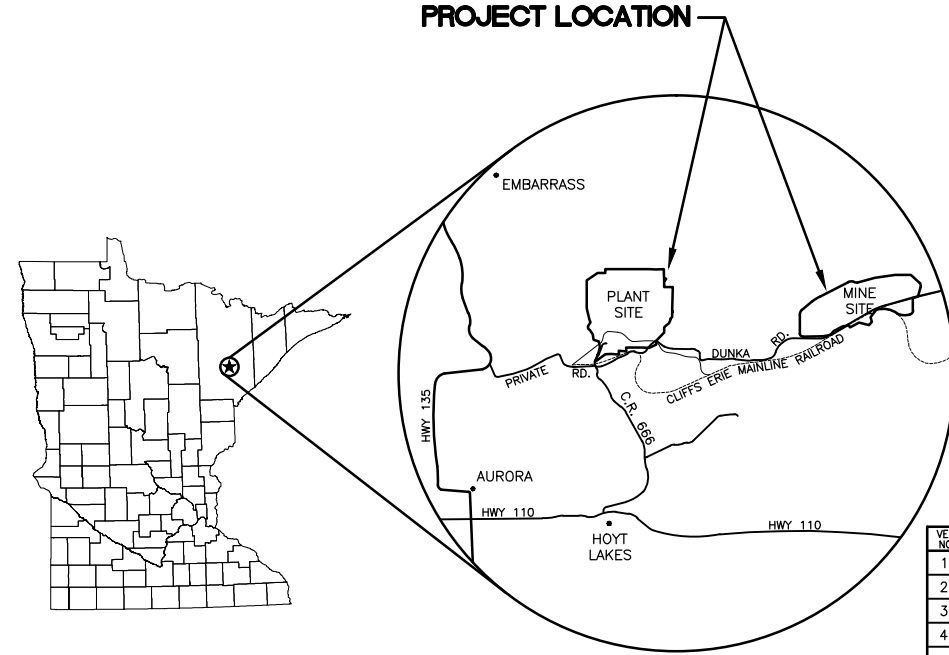 PROJECT LOCATION
EMBARRASS
PLANT
SITE
MINE
SITE
DUNKA
RD.
PRIVATE
RD.
CLIFFS ERIE MAINLINE RAILROAD
C.R. 666
HWY 135
AURORA
HWY 110
HWY 110
HOYT
LAKES
1
2
3
4